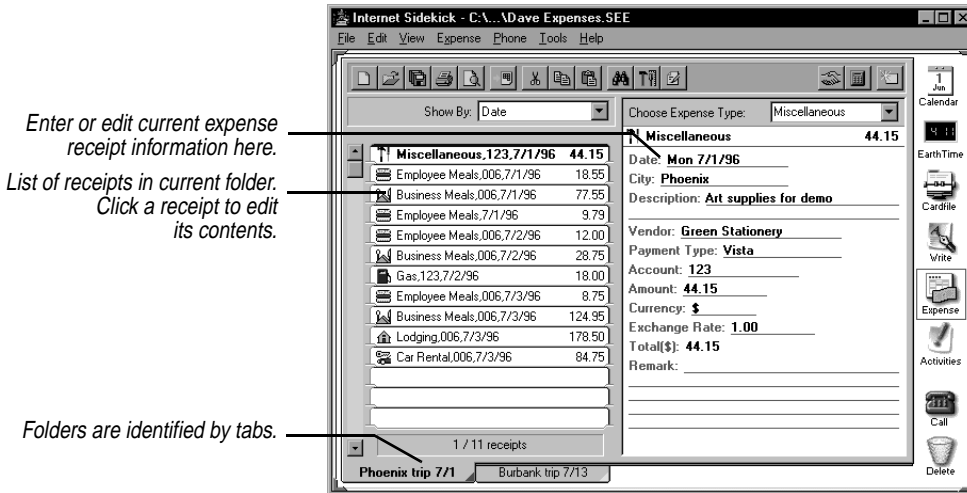 Internet Sidekick - C:\...\Dave Expenses.SEE
File Edit View Expense Phone Tools Help
Show By: Date
Choose Expense Type: Miscellaneous
Enter or edit current expense
receipt information here.
List of receipts in current folder.
Click a receipt to edit
its contents.
Folders are identified by tabs.
Miscellaneous,123,7/1/96 44.15
Employee Meals,006,7/1/96 18.55
Business Meals,006,7/1/96 77.55
Employee Meals,7/1/96 9.79
Employee Meals,006,7/2/96 12.00
Business Meals,006,7/2/96 28.75
Gas,123,7/2/96 18.00
Employee Meals,006,7/3/96 8.75
Business Meals,006,7/3/96 124.95
Lodging,006,7/3/96 178.50
Car Rental,006,7/3/96 84.75
1 / 11 receipts
Phoenix trip 7/1
Burbank trip 7/13
Miscellaneous 44.15
Date: Mon 7/1/96
City: Phoenix
Description: Art supplies for demo
Vendor: Green Stationery
Payment Type: Vista
Account: 123
Amount: 44.15
Currency: $
Exchange Rate: 1.00
Total($): 44.15
Remark:
1
Jun
Calendar
EarthTime
Cardfile
Write
Expense
Activities
Call
Delete